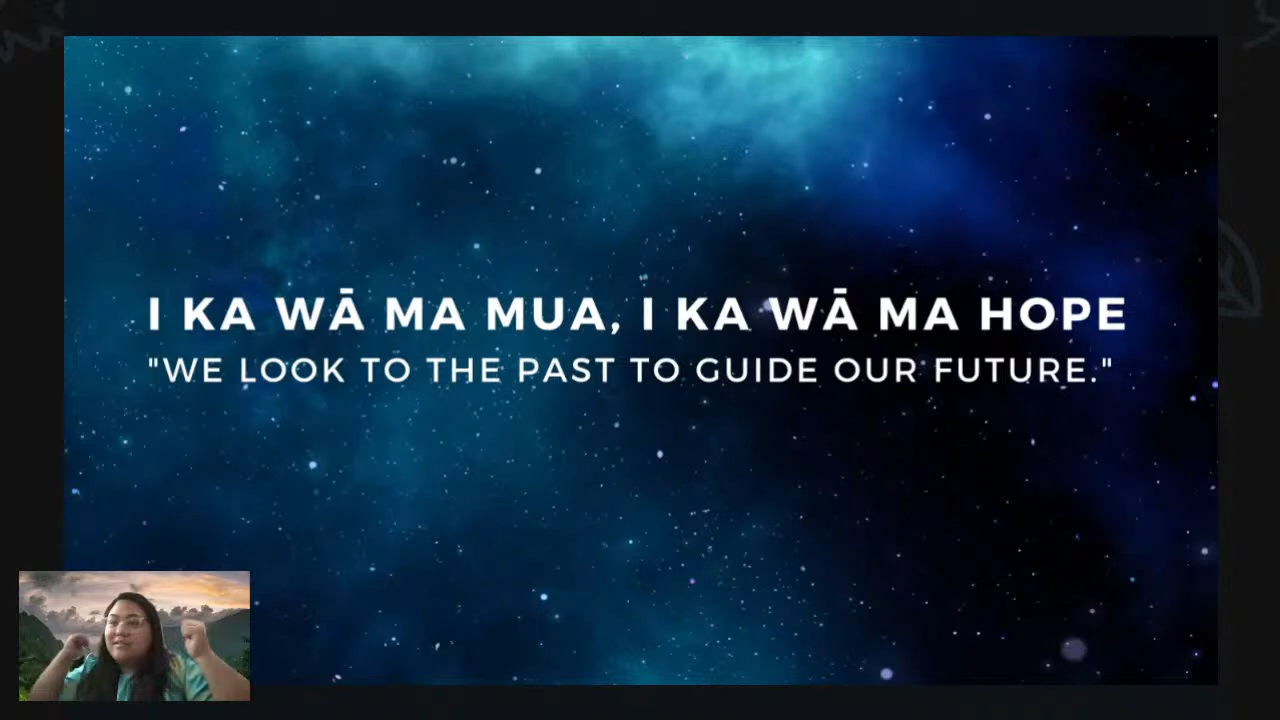 I KA WĀ MA MUA, I KA WĀ MA HOPE
"WE LOOK TO THE PAST TO GUIDE OUR FUTURE."